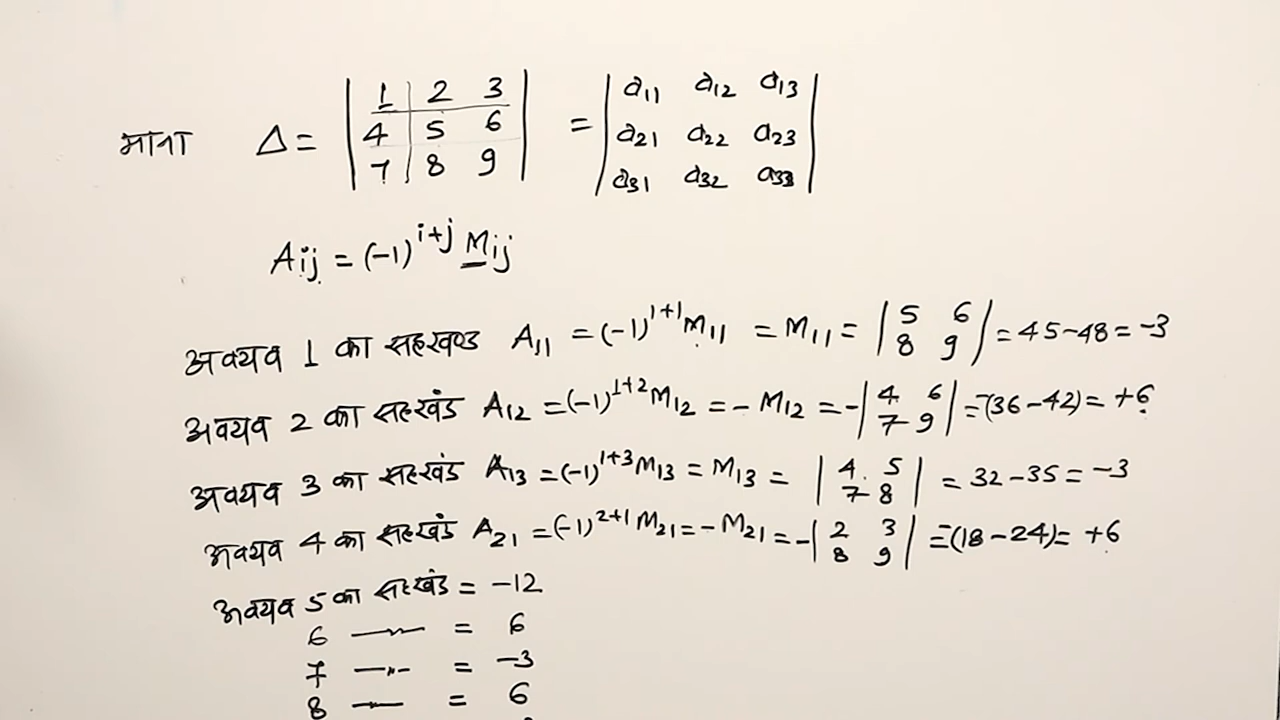 माना Δ = | 1 2 3 | = | a₁₁ a₁₂ a₁₃ |
| 4 5 6 | | a₂₁ a₂₂ a₂₃ |
| 7 8 9 | | a₃₁ a₃₂ a₃₃ |
Aij = (-1)^i+j Mij
अवयव 1 का सहखण्ड A₁₁ = (-1)^1+1 M₁₁ = M₁₁ = | 5 6 | = 45-48 = -3
| 8 9 |
अवयव 2 का सहखंड A₁₂ = (-1)^1+2 M₁₂ = - M₁₂ = -| 4 6 | = -(36-42) = +6
| 7 9 |
अवयव 3 का सहखंड A₁₃ = (-1)^1+3 M₁₃ = M₁₃ = | 4 5 | = 32-35 = -3
| 7 8 |
अवयव 4 का सहखंड A₂₁ = (-1)^2+1 M₂₁ = - M₂₁ = -| 2 3 | = -(18-24) = +6
| 8 9 |
अवयव 5 का सहखंड = -12
6 —〃— = 6
7 —〃— = -3
8 —〃— = 6